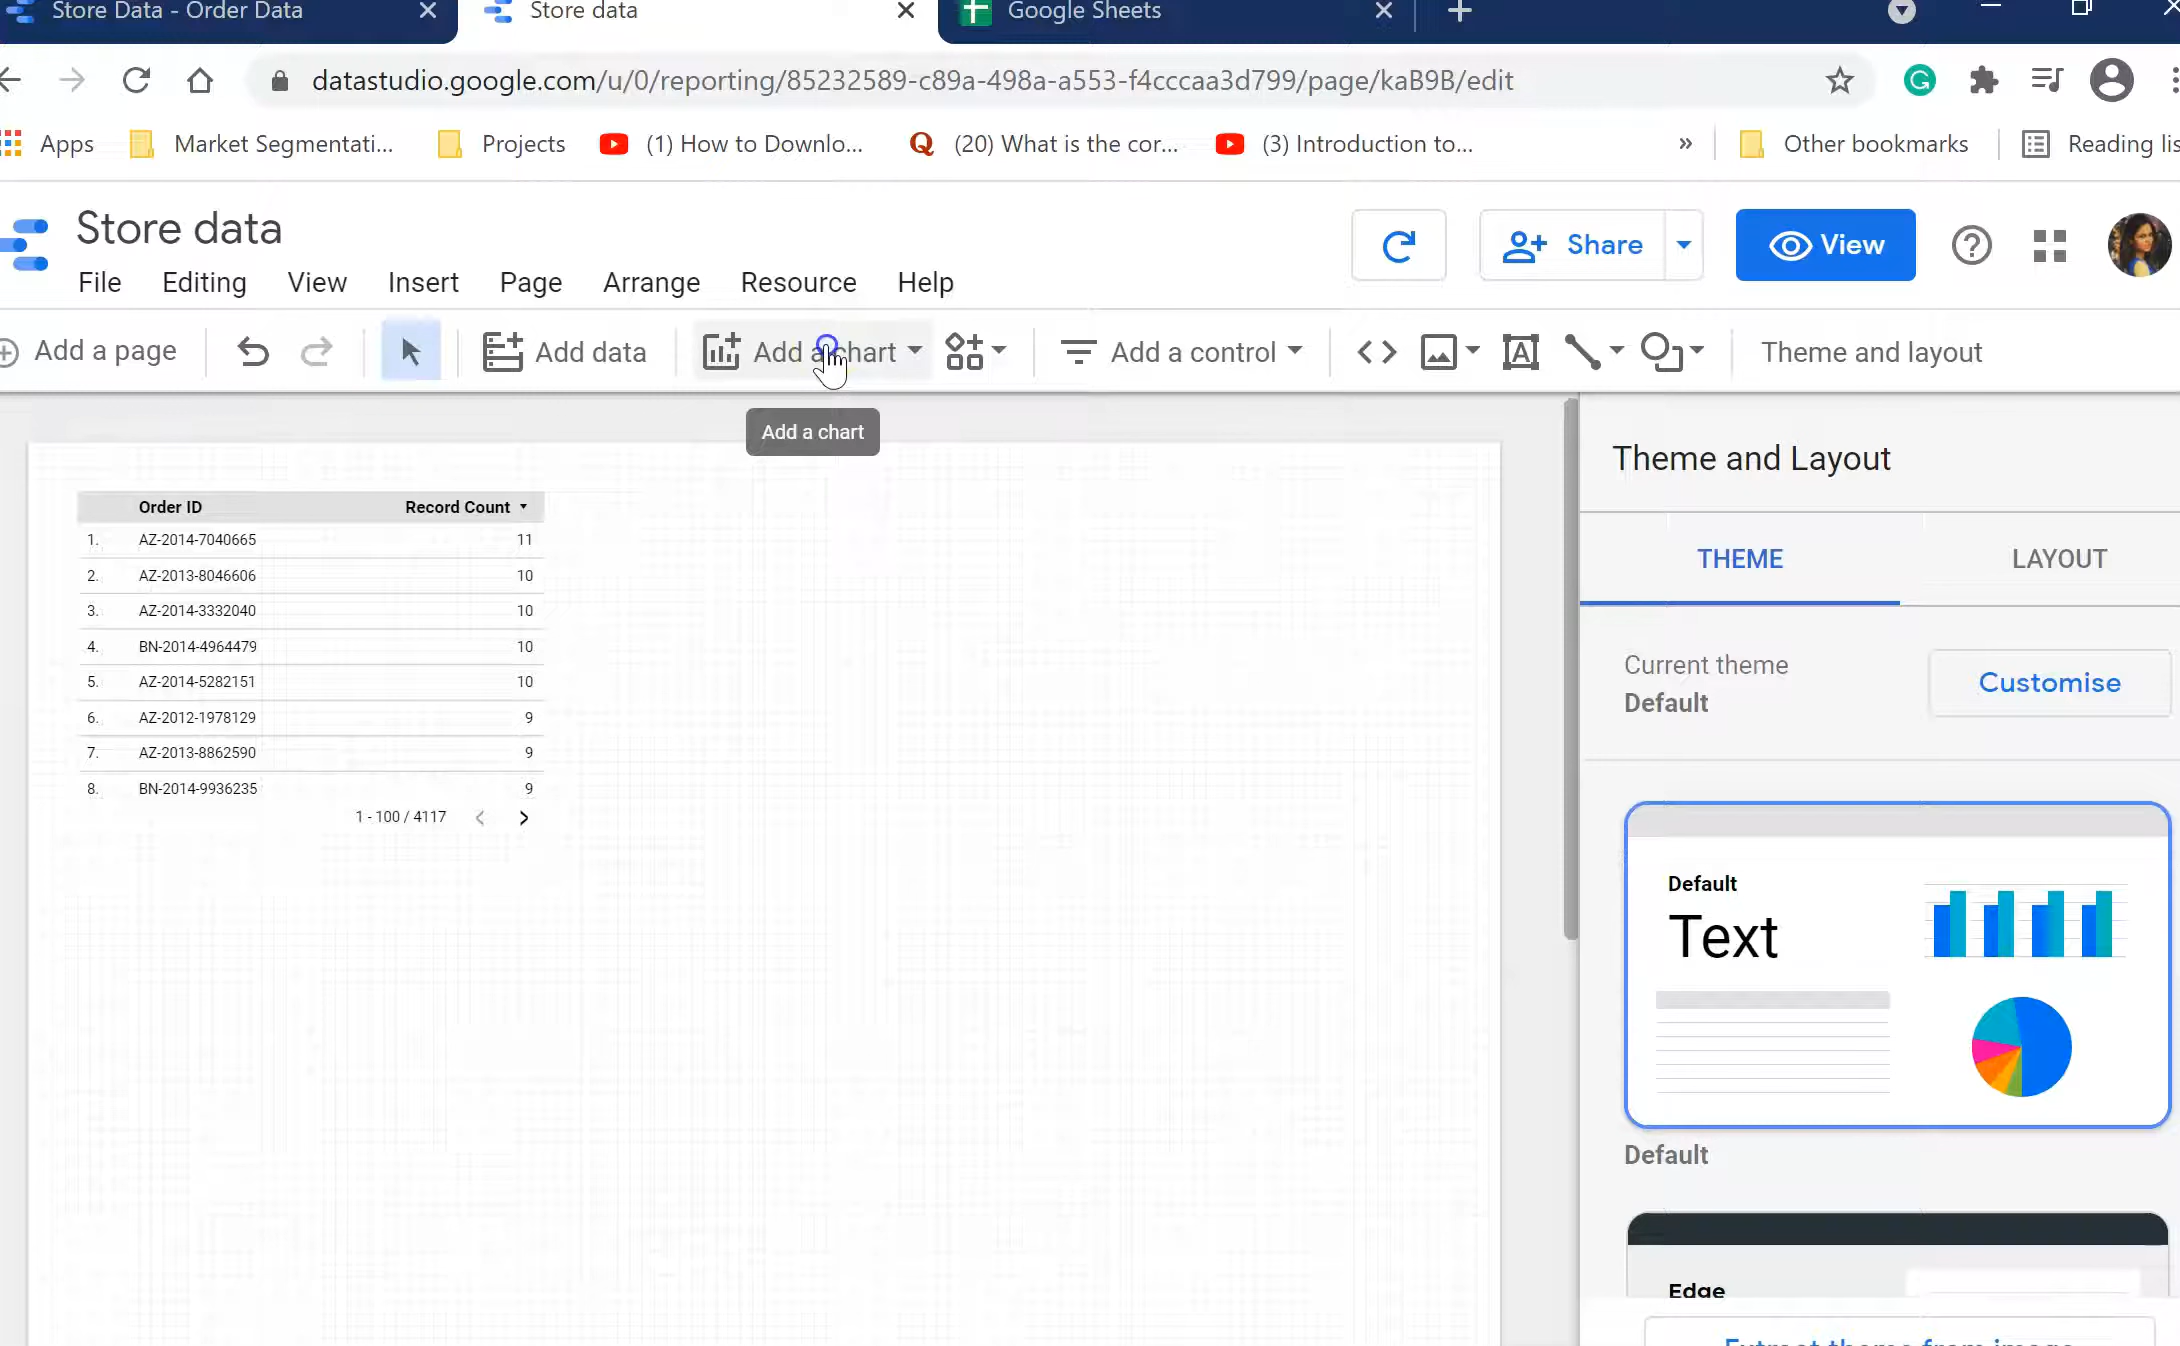 Store Data - Order Data
Store data
Google Sheets
datastudio.google.com/u/0/reporting/85232589-c89a-498a-a553-f4cccaa3d799/page/kaB9B/edit
Apps
Market Segmentati...
Projects
(1) How to Downlo...
(20) What is the cor...
(3) Introduction to...
»
Other bookmarks
Reading lis
Store data
Share
View
File Editing View Insert Page Arrange Resource Help
Add a page
Add data
Add a chart
Add a control
Theme and layout
Add a chart
Theme and Layout
THEME
LAYOUT
Order ID Record Count
1. AZ-2014-7040665 11
2. AZ-2013-8046606 10
3. AZ-2014-3332040 10
4. BN-2014-4964479 10
5. AZ-2014-5282151 10
6. AZ-2012-1978129 9
7. AZ-2013-8862590 9
8. BN-2014-9936235 9
1 - 100 / 4117
Current theme
Default
Customise
Default
Text
Default
Edge
Extract theme from image